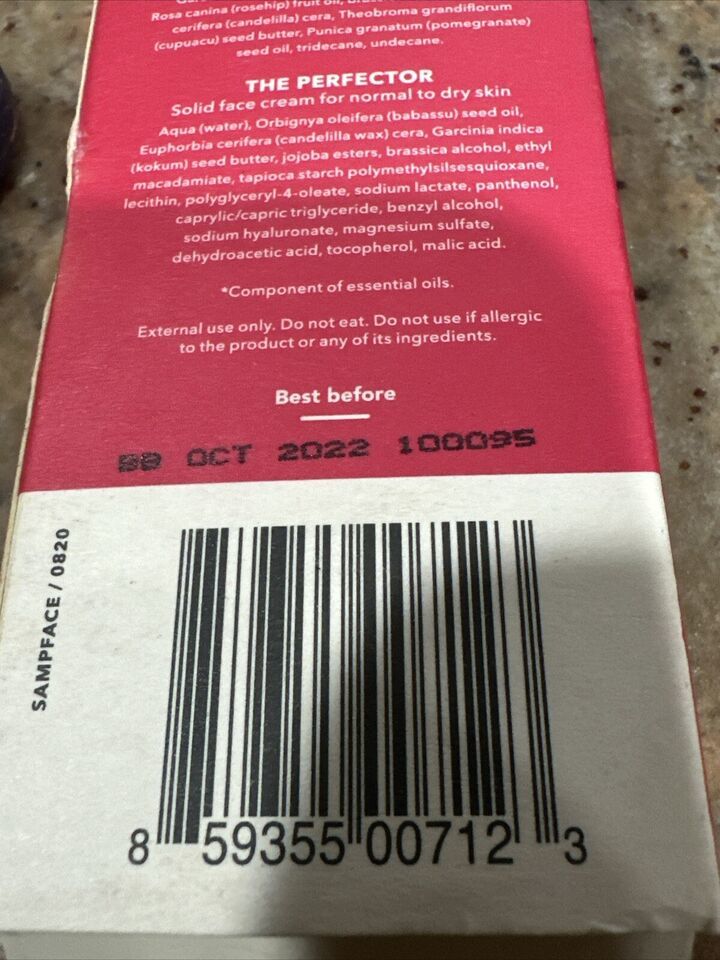 Rosa canina (rosehip) fruit oil,
cerifera (candelilla) cera, Theobroma grandiflorum
(cupuacu) seed butter, Punica granatum (pomegranate)
seed oil, tridecane, undecane.
THE PERFECTOR
Solid face cream for normal to dry skin
Aqua (water), Orbignya oleifera (babassu) seed oil,
Euphorbia cerifera (candelilla wax) cera, Garcinia indica
(kokum) seed butter, jojoba esters, brassica alcohol, ethyl
macadamiate, tapioca starch polymethylsilsesquioxane,
lecithin, polyglyceryl-4-oleate, sodium lactate, panthenol,
caprylic/capric triglyceride, benzyl alcohol,
sodium hyaluronate, magnesium sulfate,
dehydroacetic acid, tocopherol, malic acid.
*Component of essential oils.
External use only. Do not eat. Do not use if allergic
to the product or any of its ingredients.
Best before
OCT 2022 100095
SAMPFACE / 0820
8 59355 00712 3